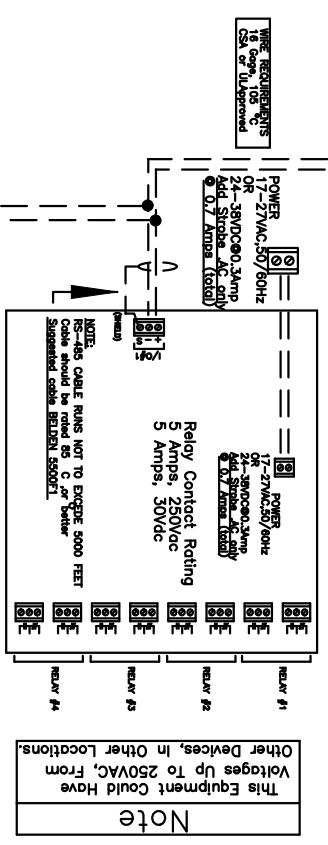 WIRE REQUIREMENTS
16 Gage, 105 °C
CSA or ULApproved
POWER
17-27VAC,50/60Hz
OR
24-38VDC@0.3Amp
Add Strobe ,AC only
@ 0.7 Amps (total)
POWER
17-27VAC,50/60Hz
OR
24-38VDC@0.3Amp
Add Strobe ,AC only
@ 0.7 Amps (total)
I/O#1
+
-
S
(SHIELD)
Relay Contact Rating
5 Amps, 250Vac
5 Amps, 30Vdc
NOTE:
RS-485 CABLE RUNS NOT TO EXCEDE 5000 FEET
Cable should be rated 85 °C ,or better
Suggested cable BELDEN 5500F1
RELAY #1
RELAY #2
RELAY #3
RELAY #4
Note
This Equipment Could Have
Voltages Up To 250VAC, From
Other Devices, In Other Locations.